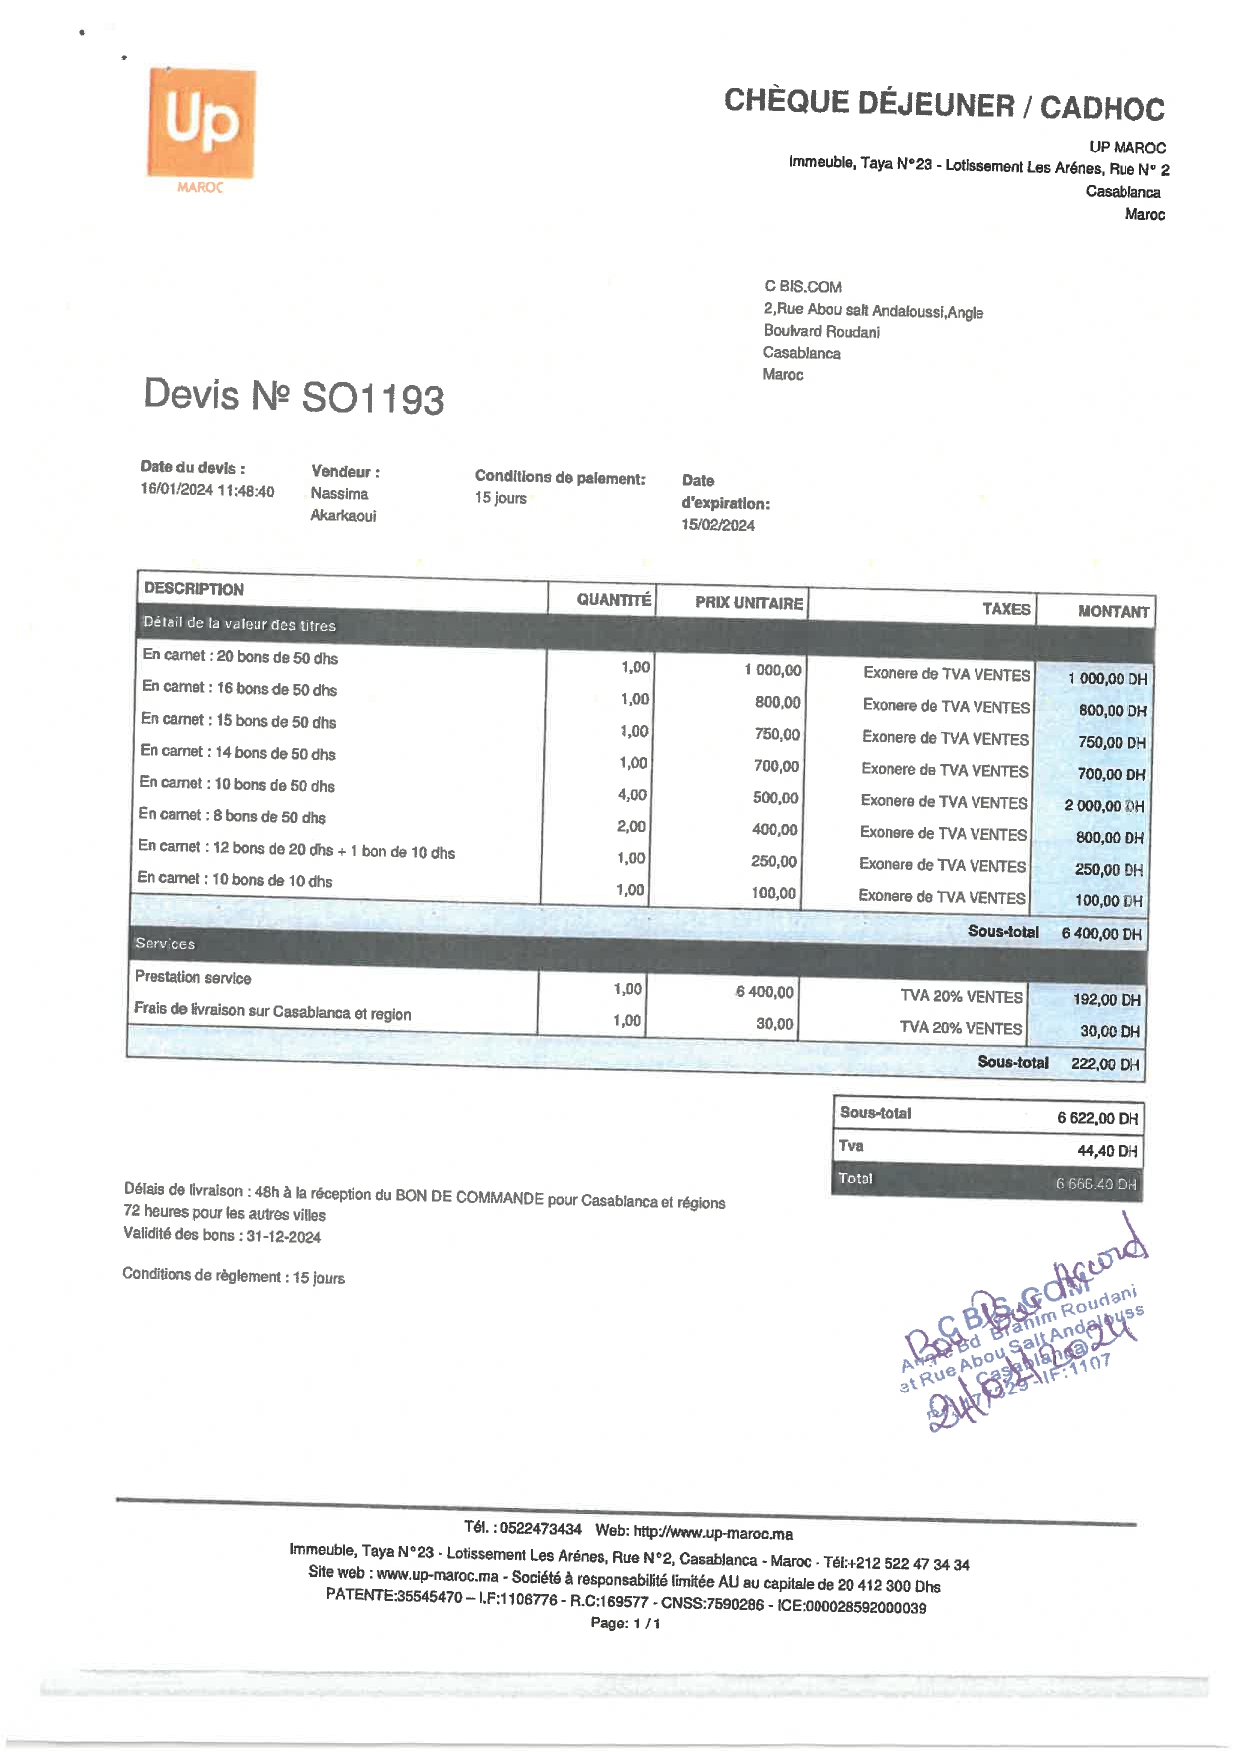 Up
MAROC
CHÈQUE DÉJEUNER / CADHOC
UP MAROC
Immeuble, Taya N°23 - Lotissement Les Arénes, Rue N° 2
Casablanca
Maroc
C BIS.COM
2,Rue Abou salt Andaloussi,Angle
Boulvard Roudani
Casablanca
Maroc
Devis Nº SO1193
Date du devis :
16/01/2024 11:48:40
Vendeur :
Nassima
Akarkaoui
Conditions de paiement:
15 jours
Date
d'expiration:
15/02/2024
DESCRIPTION QUANTITÉ PRIX UNITAIRE TAXES MONTANT
Détail de la valeur des titres
En carnet : 20 bons de 50 dhs 1,00 1 000,00 Exonere de TVA VENTES 1 000,00 DH
En carnet : 16 bons de 50 dhs 1,00 800,00 Exonere de TVA VENTES 800,00 DH
En carnet : 15 bons de 50 dhs 1,00 750,00 Exonere de TVA VENTES 750,00 DH
En carnet : 14 bons de 50 dhs 1,00 700,00 Exonere de TVA VENTES 700,00 DH
En carnet : 10 bons de 50 dhs 4,00 500,00 Exonere de TVA VENTES 2 000,00 DH
En carnet : 8 bons de 50 dhs 2,00 400,00 Exonere de TVA VENTES 800,00 DH
En carnet : 12 bons de 20 dhs + 1 bon de 10 dhs 1,00 250,00 Exonere de TVA VENTES 250,00 DH
En carnet : 10 bons de 10 dhs 1,00 100,00 Exonere de TVA VENTES 100,00 DH
Sous-total 6 400,00 DH
Services
Prestation service 1,00 6 400,00 TVA 20% VENTES 192,00 DH
Frais de livraison sur Casablanca et region 1,00 30,00 TVA 20% VENTES 30,00 DH
Sous-total 222,00 DH
Sous-total 6 622,00 DH
Tva 44,40 DH
Total 6 666,40 DH
Délais de livraison : 48h à la réception du BON DE COMMANDE pour Casablanca et régions
72 heures pour les autres villes
Validité des bons : 31-12-2024
Conditions de règlement : 15 jours
Bon Pour Accord
C BIS.COM
Angle Bd Brahim Roudani
et Rue Abou Salt Andalouss
Casablanca
IF:1107
24/01/2024
Tél. : 0522473434 Web: http://www.up-maroc.ma
Immeuble, Taya N°23 - Lotissement Les Arénes, Rue N°2, Casablanca - Maroc - Tél:+212 522 47 34 34
Site web : www.up-maroc.ma - Société à responsabilité limitée AU au capitale de 20 412 300 Dhs
PATENTE:35545470 – I.F:1106776 - R.C:169577 - CNSS:7590286 - ICE:000028592000039
Page: 1 / 1